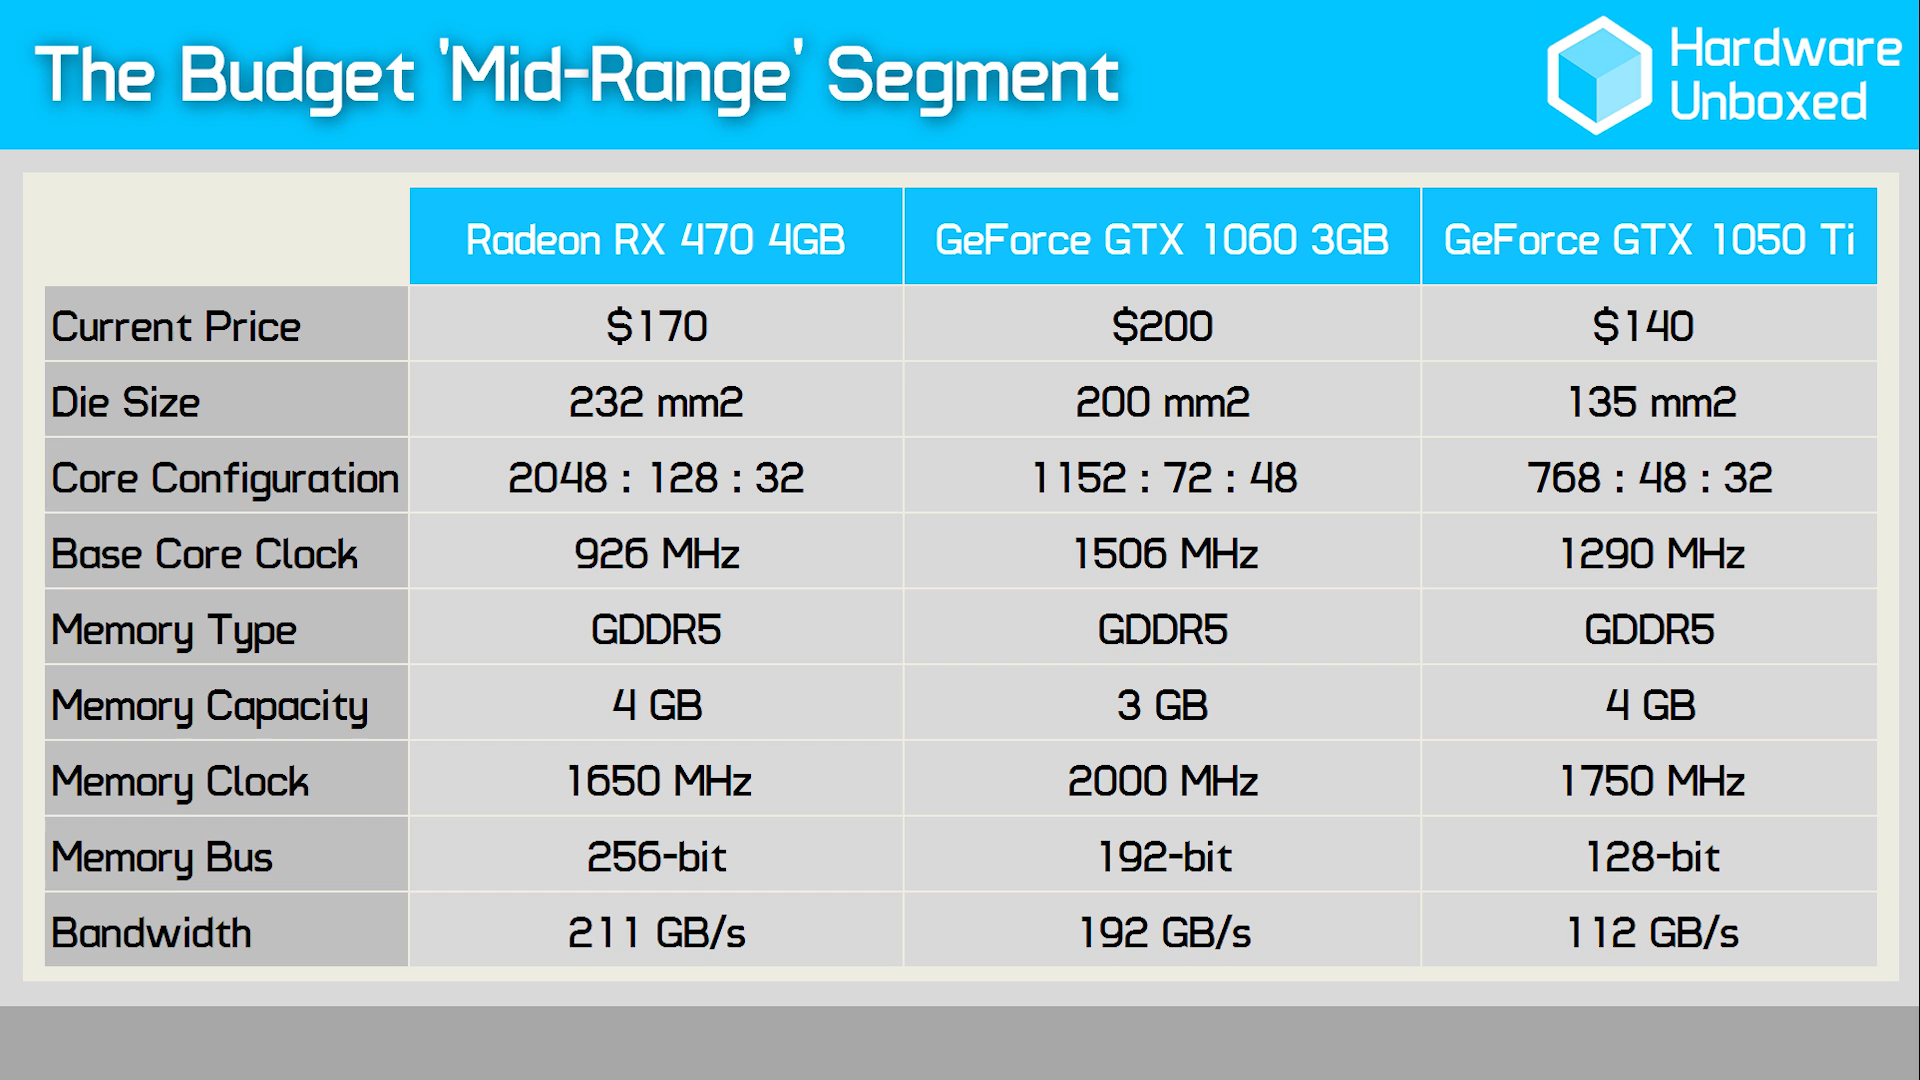 The Budget 'Mid-Range' Segment
Hardware
Unboxed
Radeon RX 470 4GB GeForce GTX 1060 3GB GeForce GTX 1050 Ti
Current Price $170 $200 $140
Die Size 232 mm2 200 mm2 135 mm2
Core Configuration 2048 : 128 : 32 1152 : 72 : 48 768 : 48 : 32
Base Core Clock 926 MHz 1506 MHz 1290 MHz
Memory Type GDDR5 GDDR5 GDDR5
Memory Capacity 4 GB 3 GB 4 GB
Memory Clock 1650 MHz 2000 MHz 1750 MHz
Memory Bus 256-bit 192-bit 128-bit
Bandwidth 211 GB/s 192 GB/s 112 GB/s